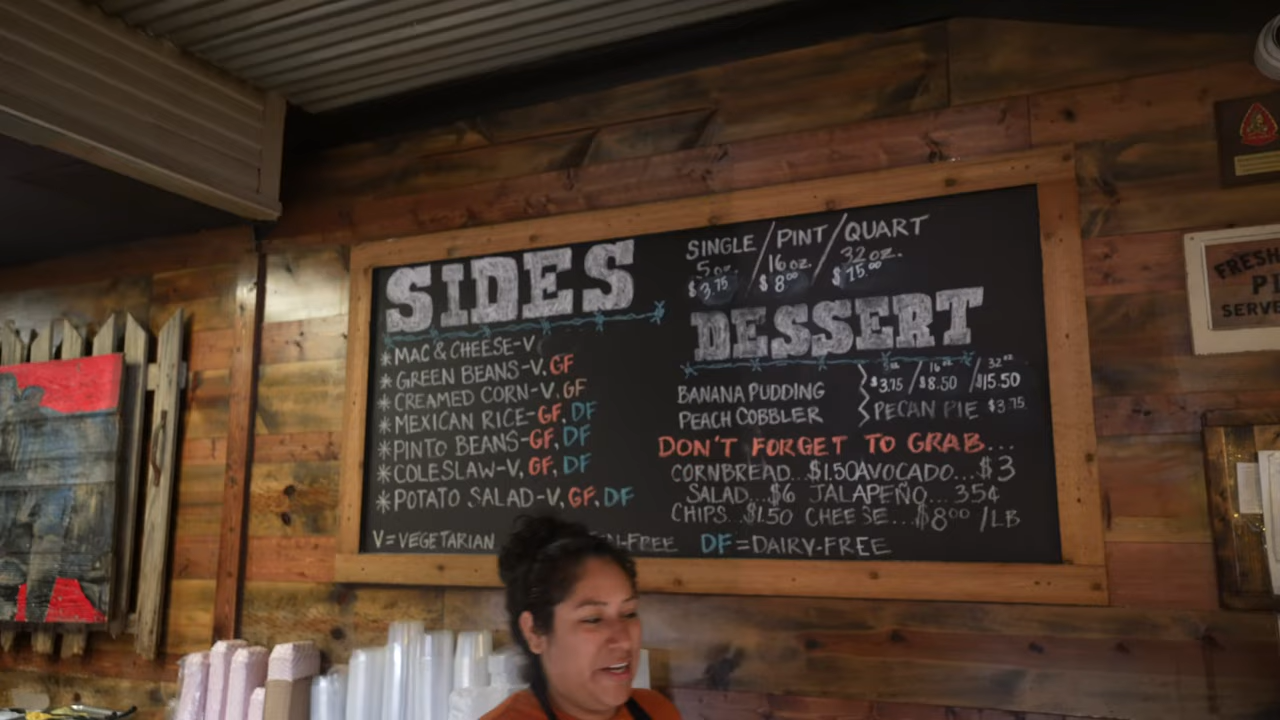 SIDES
*MAC & CHEESE-V
*GREEN BEANS-V, GF
*CREAMED CORN-V, GF
*MEXICAN RICE-GF, DF
*PINTO BEANS-GF, DF
*COLESLAW-V, GF, DF
*POTATO SALAD-V, GF, DF
V=VEGETARIAN N-FREE DF=DAIRY-FREE
SINGLE/PINT/QUART
5oz. 16oz. 32oz.
$3.75 $8.00 $15.00
DESSERT
5oz 16oz 32oz
BANANA PUDDING $3.75/$8.50/$15.50
PEACH COBBLER PECAN PIE $3.75
DON'T FORGET TO GRAB...
CORNBREAD...$1.50 AVOCADO...$3
SALAD...$6 JALAPEÑO...35¢
CHIPS...$1.50 CHEESE...$8.00/LB
FRESH
PI
SERVE